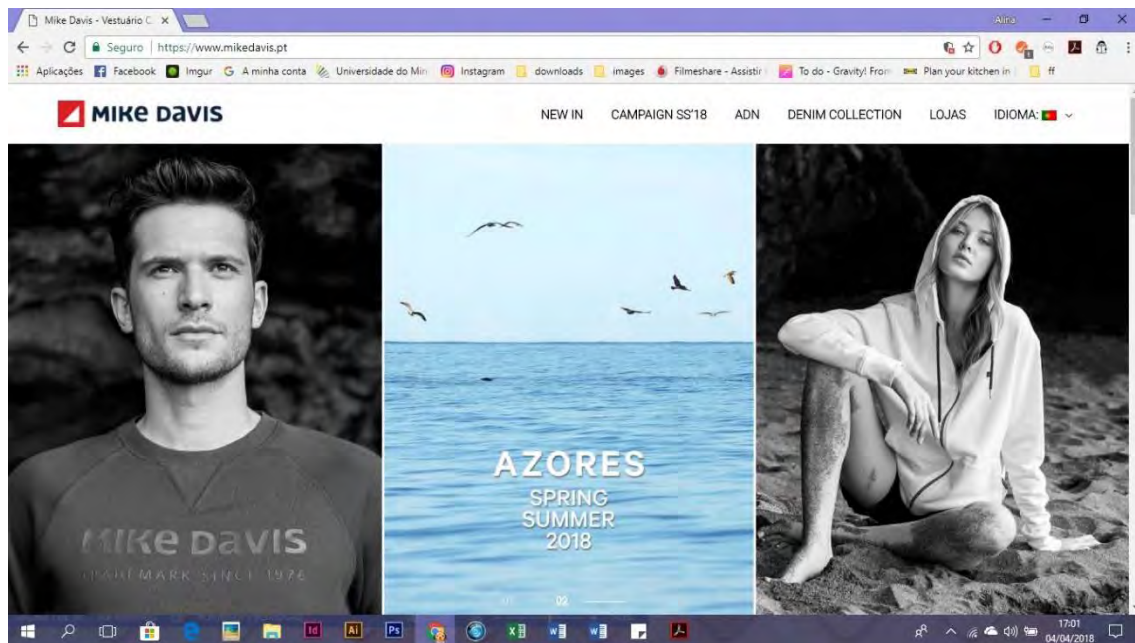 Mike Davis - Vestuário C
Alina
Seguro
https://www.mikedavis.pt
Aplicações
Facebook
Imgur
A minha conta
Universidade do Min
Instagram
downloads
images
Filmeshare - Assistir
To do - Gravity! From
Plan your kitchen in
ff
MIKE DAVIS
NEW IN
CAMPAIGN SS'18
ADN
DENIM COLLECTION
LOJAS
IDIOMA:
MIKE DAVIS
TRADEMARK SINCE 1976
AZORES
SPRING
SUMMER
2018
02
Id
Ai
Ps
17:01
04/04/2018